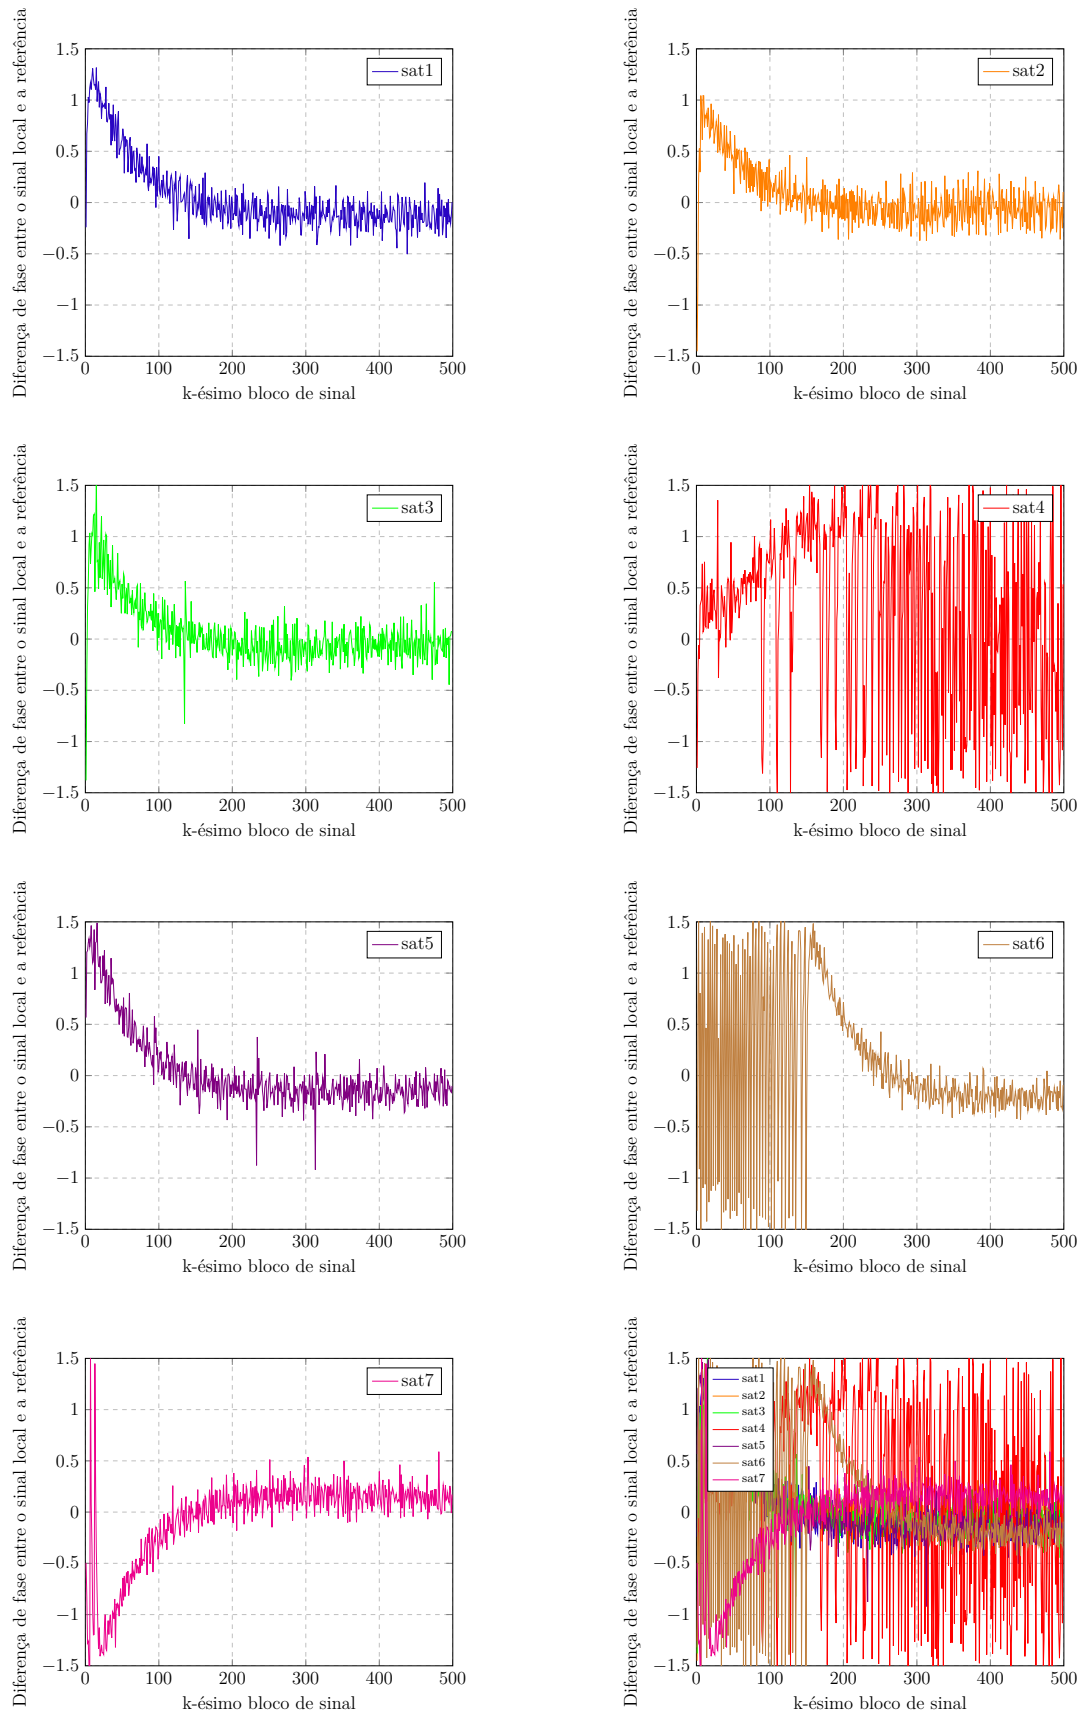 Diferença de fase entre o sinal local e a referência
1.5
1
0.5
0
−0.5
−1
−1.5
0 100 200 300 400 500
k-ésimo bloco de sinal
sat1
Diferença de fase entre o sinal local e a referência
1.5
1
0.5
0
−0.5
−1
−1.5
0 100 200 300 400 500
k-ésimo bloco de sinal
sat2
Diferença de fase entre o sinal local e a referência
1.5
1
0.5
0
−0.5
−1
−1.5
0 100 200 300 400 500
k-ésimo bloco de sinal
sat3
Diferença de fase entre o sinal local e a referência
1.5
1
0.5
0
−0.5
−1
−1.5
0 100 200 300 400 500
k-ésimo bloco de sinal
sat4
Diferença de fase entre o sinal local e a referência
1.5
1
0.5
0
−0.5
−1
−1.5
0 100 200 300 400 500
k-ésimo bloco de sinal
sat5
Diferença de fase entre o sinal local e a referência
1.5
1
0.5
0
−0.5
−1
−1.5
0 100 200 300 400 500
k-ésimo bloco de sinal
sat6
Diferença de fase entre o sinal local e a referência
1.5
1
0.5
0
−0.5
−1
−1.5
0 100 200 300 400 500
k-ésimo bloco de sinal
sat7
Diferença de fase entre o sinal local e a referência
1.5
1
0.5
0
−0.5
−1
−1.5
0 100 200 300 400 500
k-ésimo bloco de sinal
sat1
sat2
sat3
sat4
sat5
sat6
sat7